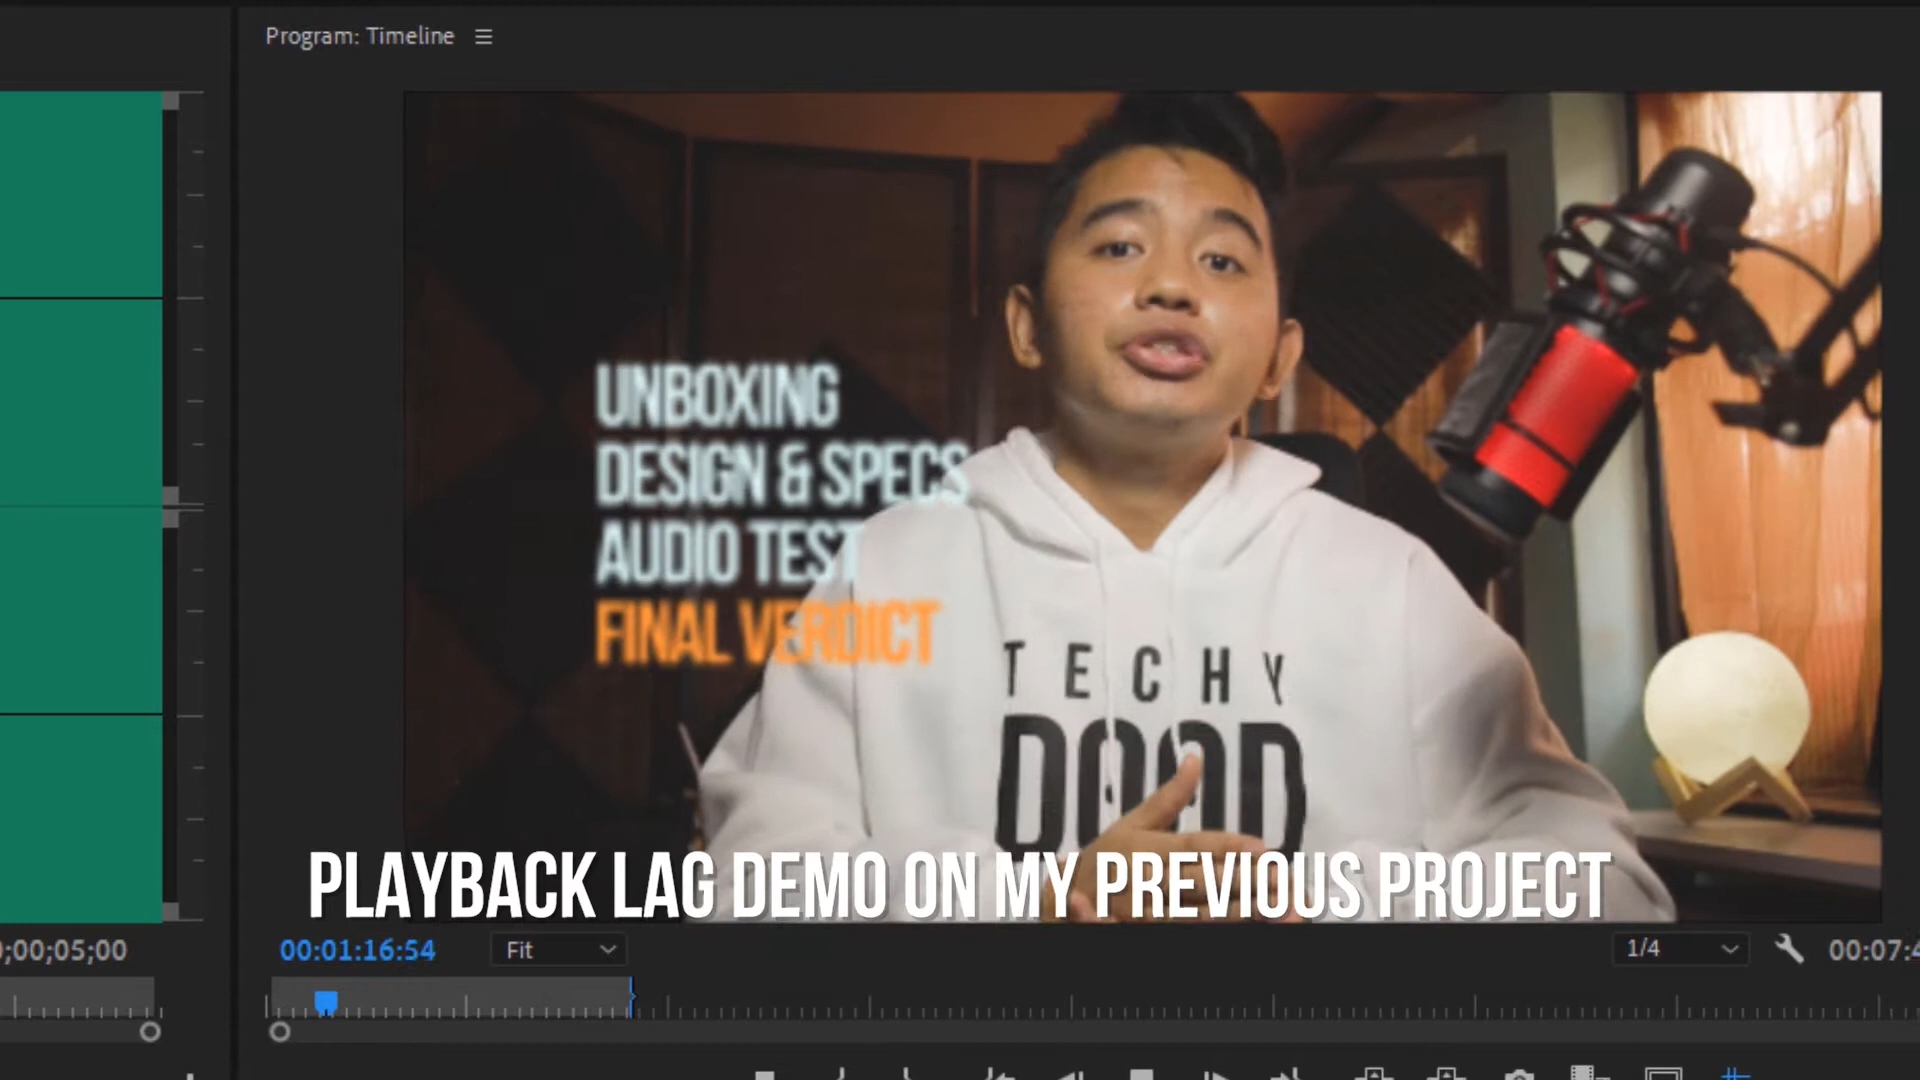 Program: Timeline
UNBOXING
DESIGN & SPECS
AUDIO TEST
FINAL VERDICT
TECHY
DOOD
PLAYBACK LAG DEMO ON MY PREVIOUS PROJECT
;00;05;00
00:01:16:54
Fit
1/4
00:07:4